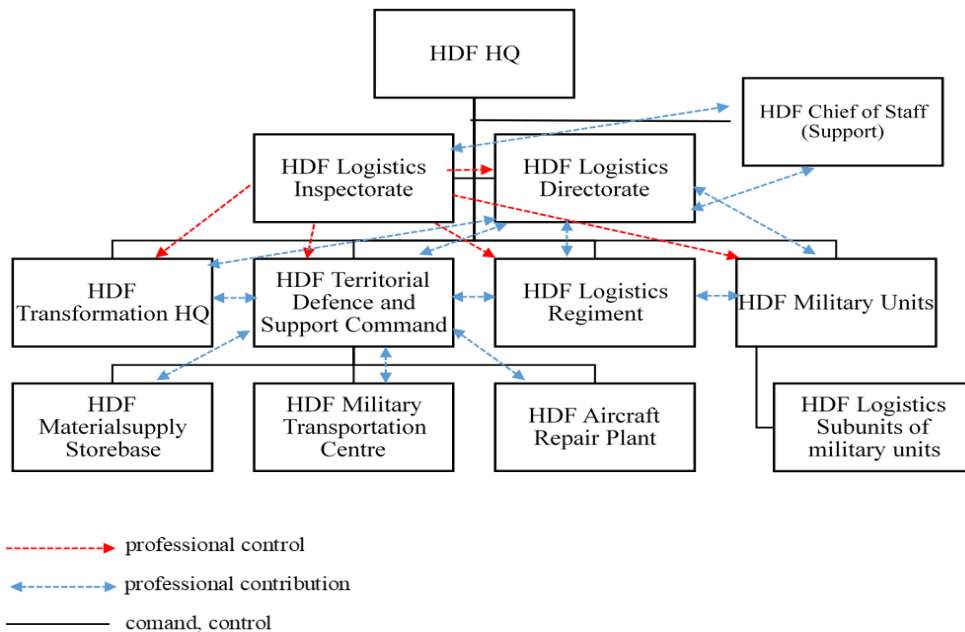 HDF HQ
HDF Chief of Staff
(Support)
HDF Logistics
Inspectorate
HDF Logistics
Directorate
HDF
Transformation HQ
HDF Territorial
Defence and
Support Command
HDF Logistics
Regiment
HDF Military Units
HDF
Materialsupply
Storebase
HDF Military
Transportation
Centre
HDF Aircraft
Repair Plant
HDF Logistics
Subunits of
military units
professional control
professional contribution
comand, control